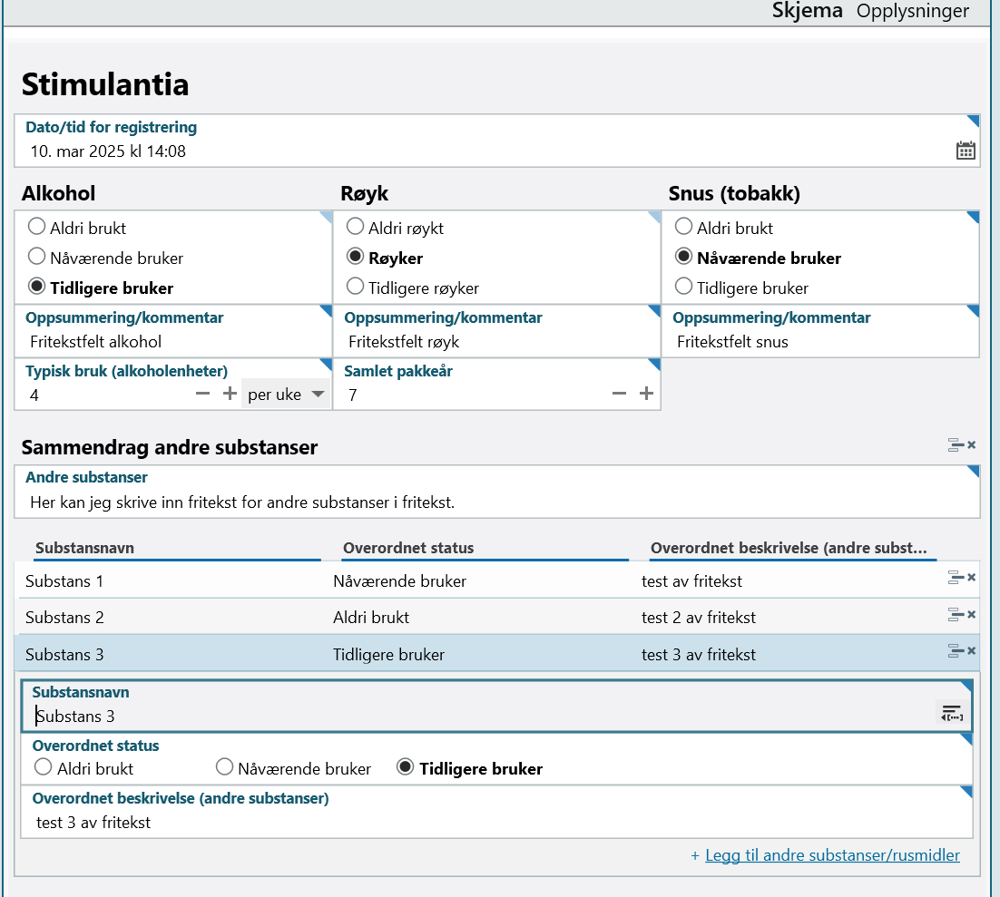 Skjema Opplysninger
Stimulantia
Dato/tid for registrering
10. mar 2025 kl 14:08
Alkohol Røyk Snus (tobakk)
Aldri brukt Aldri røykt Aldri brukt
Nåværende bruker Røyker Nåværende bruker
Tidligere bruker Tidligere røyker Tidligere bruker
Oppsummering/kommentar Oppsummering/kommentar Oppsummering/kommentar
Fritekstfelt alkohol Fritekstfelt røyk Fritekstfelt snus
Typisk bruk (alkoholenheter) Samlet pakkeår
4 − + per uke 7 − +
Sammendrag andre substanser
Andre substanser
Her kan jeg skrive inn fritekst for andre substanser i fritekst.
Substansnavn Overordnet status Overordnet beskrivelse (andre subst...
Substans 1 Nåværende bruker test av fritekst
Substans 2 Aldri brukt test 2 av fritekst
Substans 3 Tidligere bruker test 3 av fritekst
Substansnavn
Substans 3
Overordnet status
Aldri brukt Nåværende bruker Tidligere bruker
Overordnet beskrivelse (andre substanser)
test 3 av fritekst
+ Legg til andre substanser/rusmidler